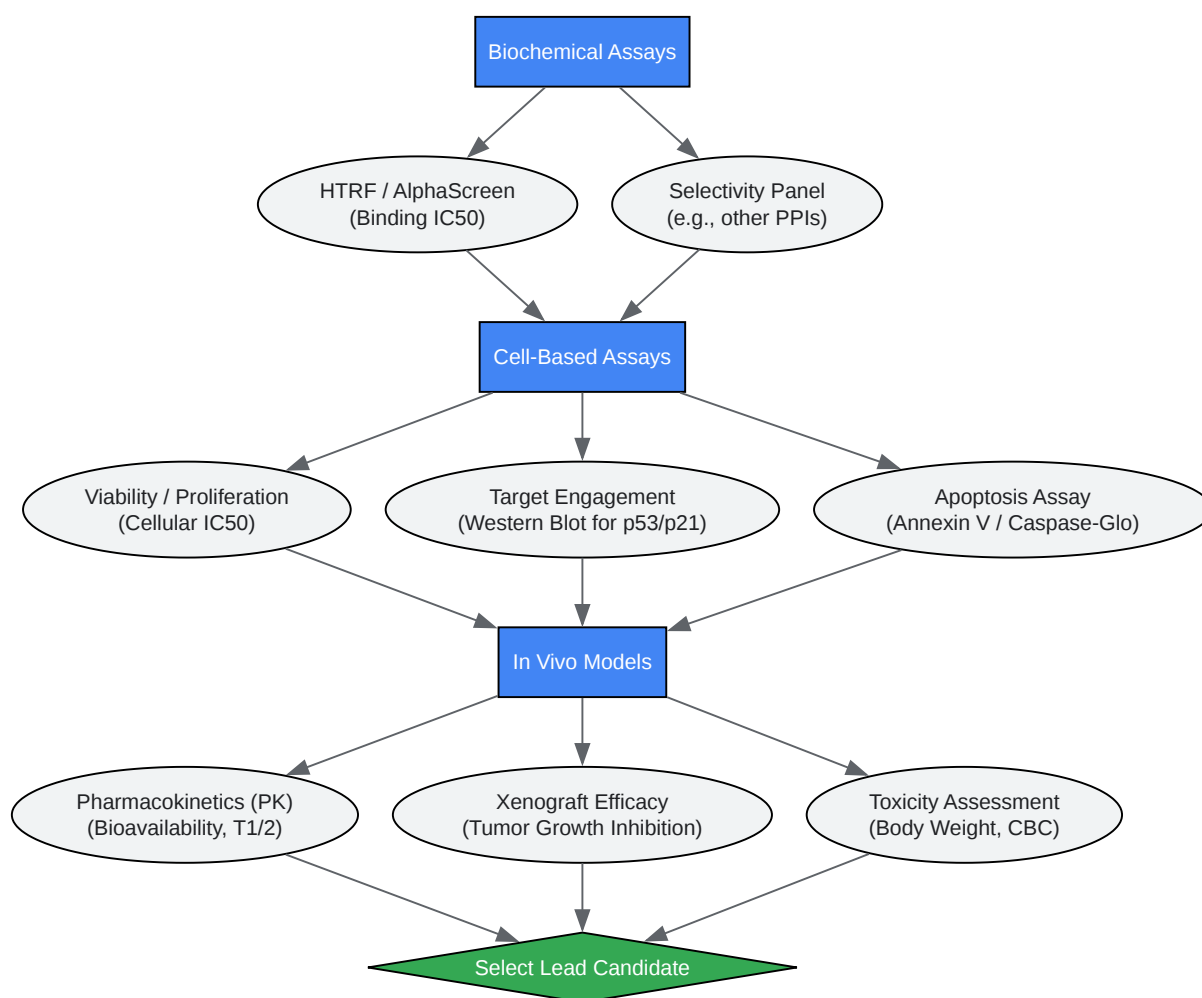 Biochemical Assays
HTRF / AlphaScreen
(Binding IC50)
Selectivity Panel
(e.g., other PPIs)
Cell-Based Assays
Viability / Proliferation
(Cellular IC50)
Target Engagement
(Western Blot for p53/p21)
Apoptosis Assay
(Annexin V / Caspase-Glo)
In Vivo Models
Pharmacokinetics (PK)
(Bioavailability, T1/2)
Xenograft Efficacy
(Tumor Growth Inhibition)
Toxicity Assessment
(Body Weight, CBC)
Select Lead Candidate